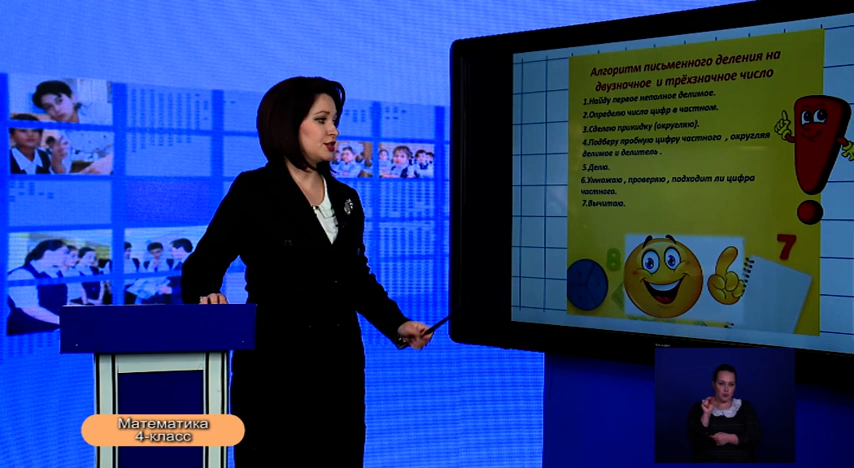 Алгоритм письменного деления на
двузначное и трёхзначное число
1.Найду первое неполное делимое.
2.Определю число цифр в частном.
3.Сделаю прикидку (округляю).
4.Подберу пробную цифру частного , округляя
делимое и делитель .
5.Делю.
6.Умножаю , проверяю , подходит ли цифра
частного.
7.Вычитаю.
8
7
Математика
4-класс